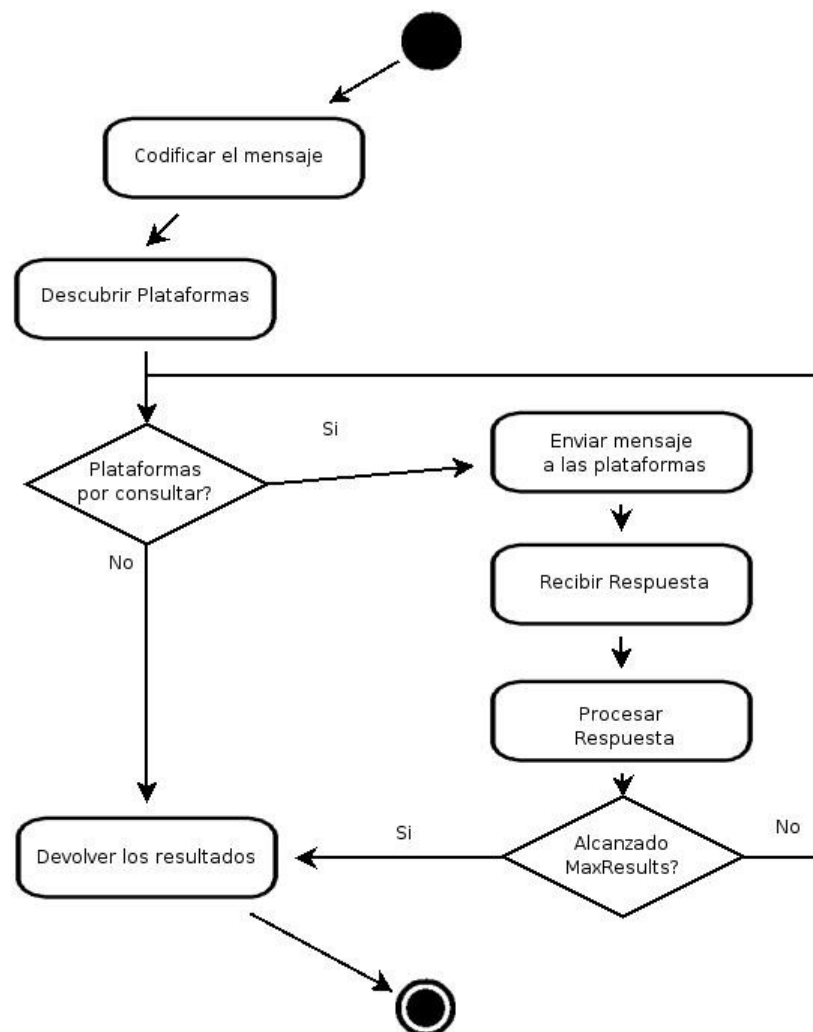 Codificar el mensaje
Descubrir Plataformas
Plataformas
por consultar?
Si
No
Enviar mensaje
a las plataformas
Recibir Respuesta
Procesar
Respuesta
Alcanzado
MaxResults?
Si
No
Devolver los resultados